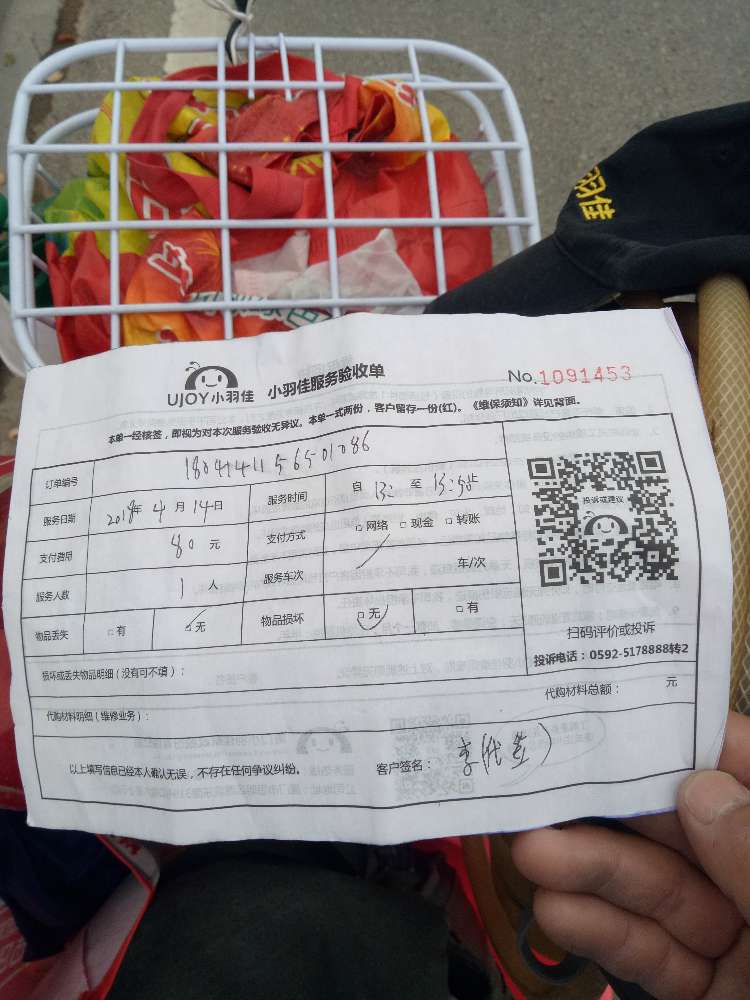 羽佳
UJOY小羽佳 小羽佳服务验收单 No.1091453
本单一经核签，即视为对本次服务验收无异议。本单一式两份，客户留存一份(红)。《维保须知》详见背面。
订单编号 1804141156501086
服务日期 2018年 4月 14日 服务时间 自 13: 至 13:50止
支付费用 80 元 支付方式 □网络 □现金 □转账
服务人数 1 人 服务车次 车/次
物品丢失 □有 □无 物品损坏 □无 □有
投诉或建议
扫码评价或投诉
投诉电话：0592-5178888转2
损坏或丢失物品明细（没有可不填）：
代购材料明细（维修业务）： 代购材料总额： 元
以上填写信息已经本人确认无误，不存在任何争议纠纷。 客户签名： 李(代签)